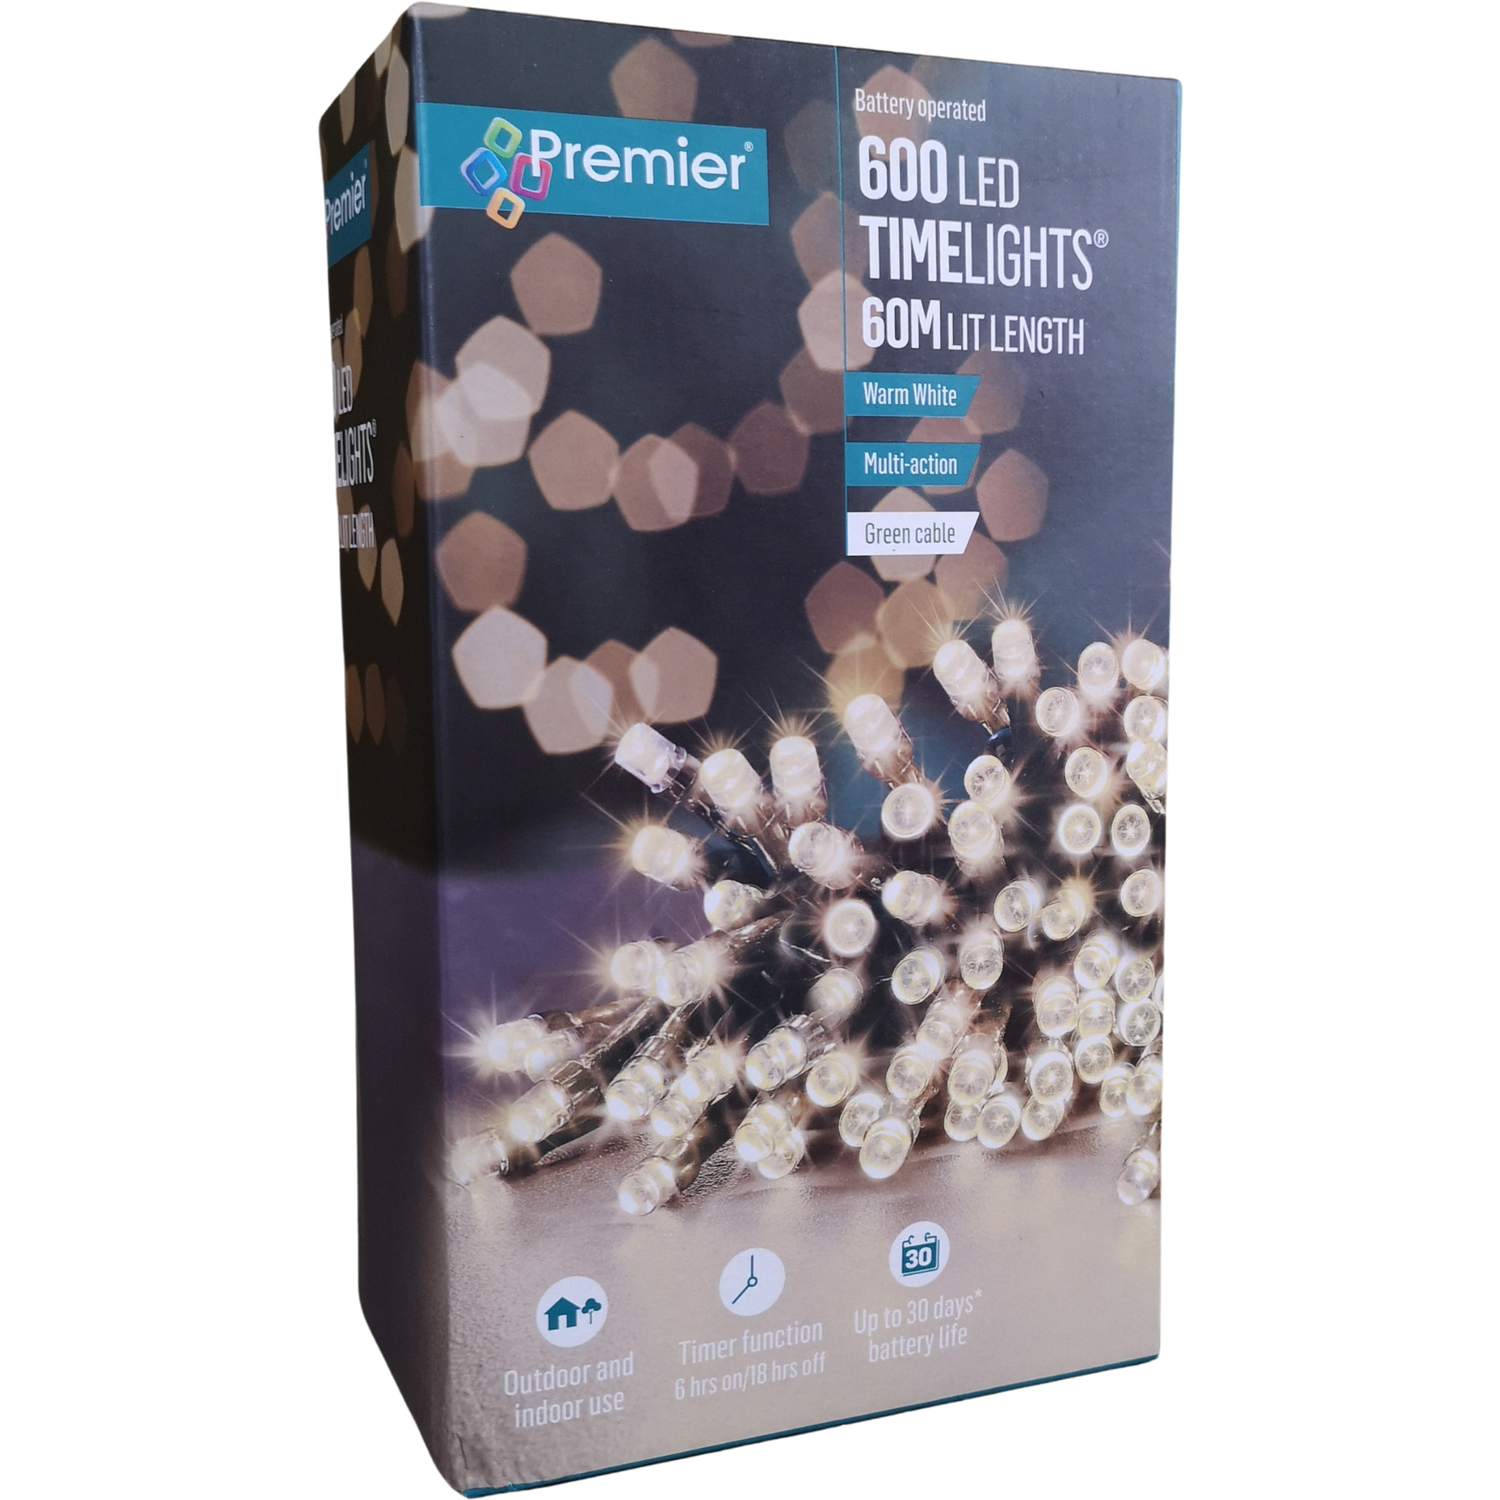 Premier®
Battery operated
600 LED
TIMELIGHTS®
60M LIT LENGTH
Warm White
Multi-action
Green cable
30
Outdoor and
indoor use
Timer function
6 hrs on/18 hrs off
Up to 30 days*
battery life
Premier
LED
LIGHTS®
LIT LENGTH